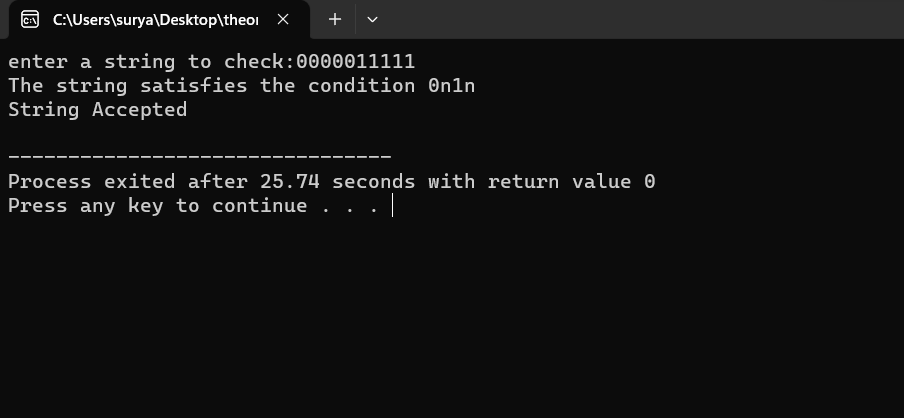 C:\Users\surya\Desktop\theor
enter a string to check:0000011111
The string satisfies the condition 0n1n
String Accepted
--------------------------------
Process exited after 25.74 seconds with return value 0
Press any key to continue . . .